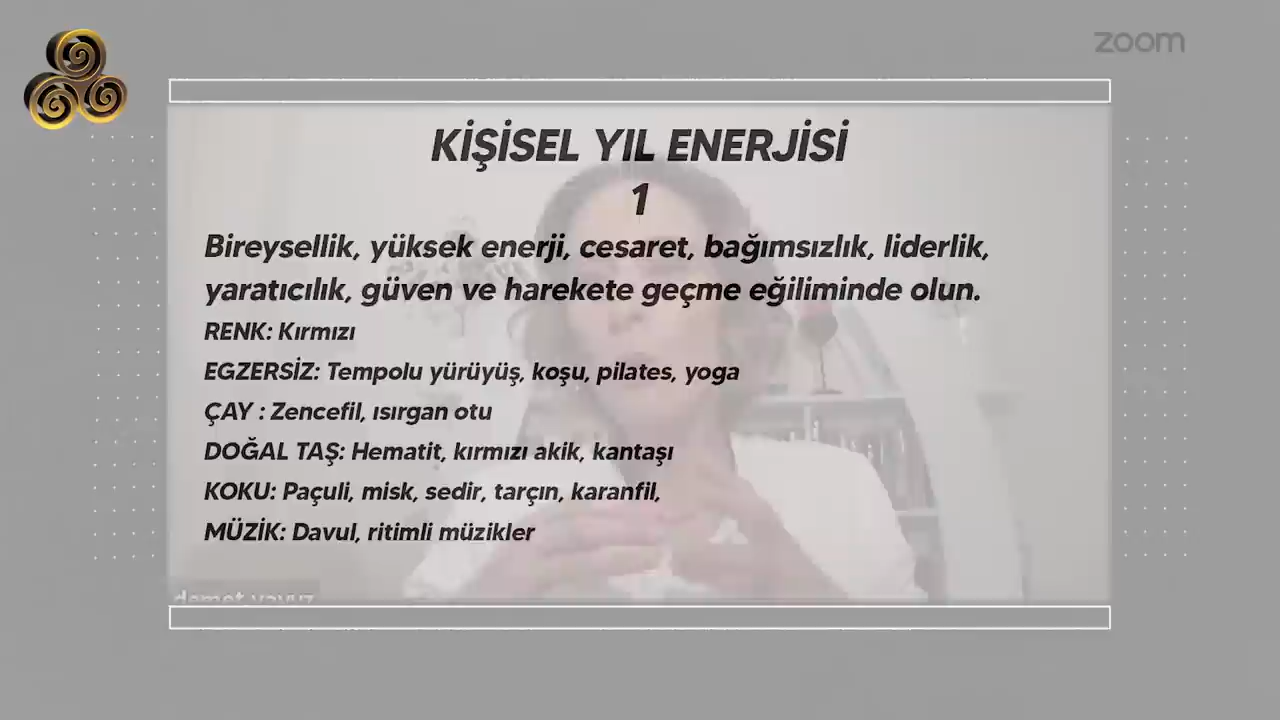 zoom
KİŞİSEL YIL ENERJİSİ
1
Bireysellik, yüksek enerji, cesaret, bağımsızlık, liderlik,
yaratıcılık, güven ve harekete geçme eğiliminde olun.
RENK: Kırmızı
EGZERSİZ: Tempolu yürüyüş, koşu, pilates, yoga
ÇAY : Zencefil, ısırgan otu
DOĞAL TAŞ: Hematit, kırmızı akik, kantaşı
KOKU: Paçuli, misk, sedir, tarçın, karanfil,
MÜZİK: Davul, ritimli müzikler
demet yavuz